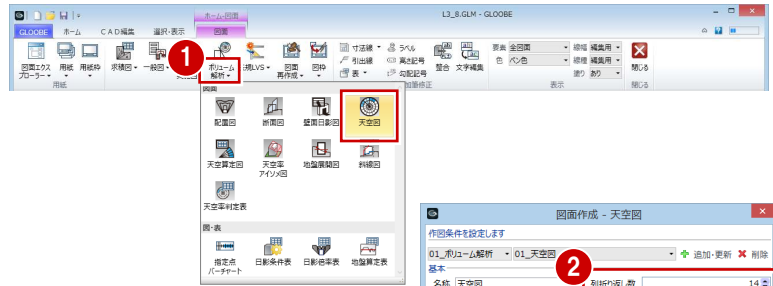 L3_8.GLM - GLOOBE
ホーム-図面
GLOOBE ホーム CAD編集 選択・表示 図面
図面エクスプローラー 用紙 用紙枠 求積図 一般図 ボリューム解析 規LVS 図面再作成 図枠
寸法線 引出線 表
ラベル 高さ記号 勾配記号
整合 文字編集
要素 全図面
色 ペン色
線幅 編集用
線種 編集用
塗り あり
閉じる
用紙 加筆修正 表示 閉じる
1
図面
配置図 断面図 壁面日影図 天空図
天空算定図 天空率アイソメ図 地盤展開図 斜線図
天空率判定表
図・表
指定点バーチャート 日影条件表 日影倍率表 地盤算定表
図面作成 - 天空図
作図条件を設定します
01_ボリューム解析 01_天空図 追加・更新 削除
2
基本
名称 天空図 列折り返し数 14